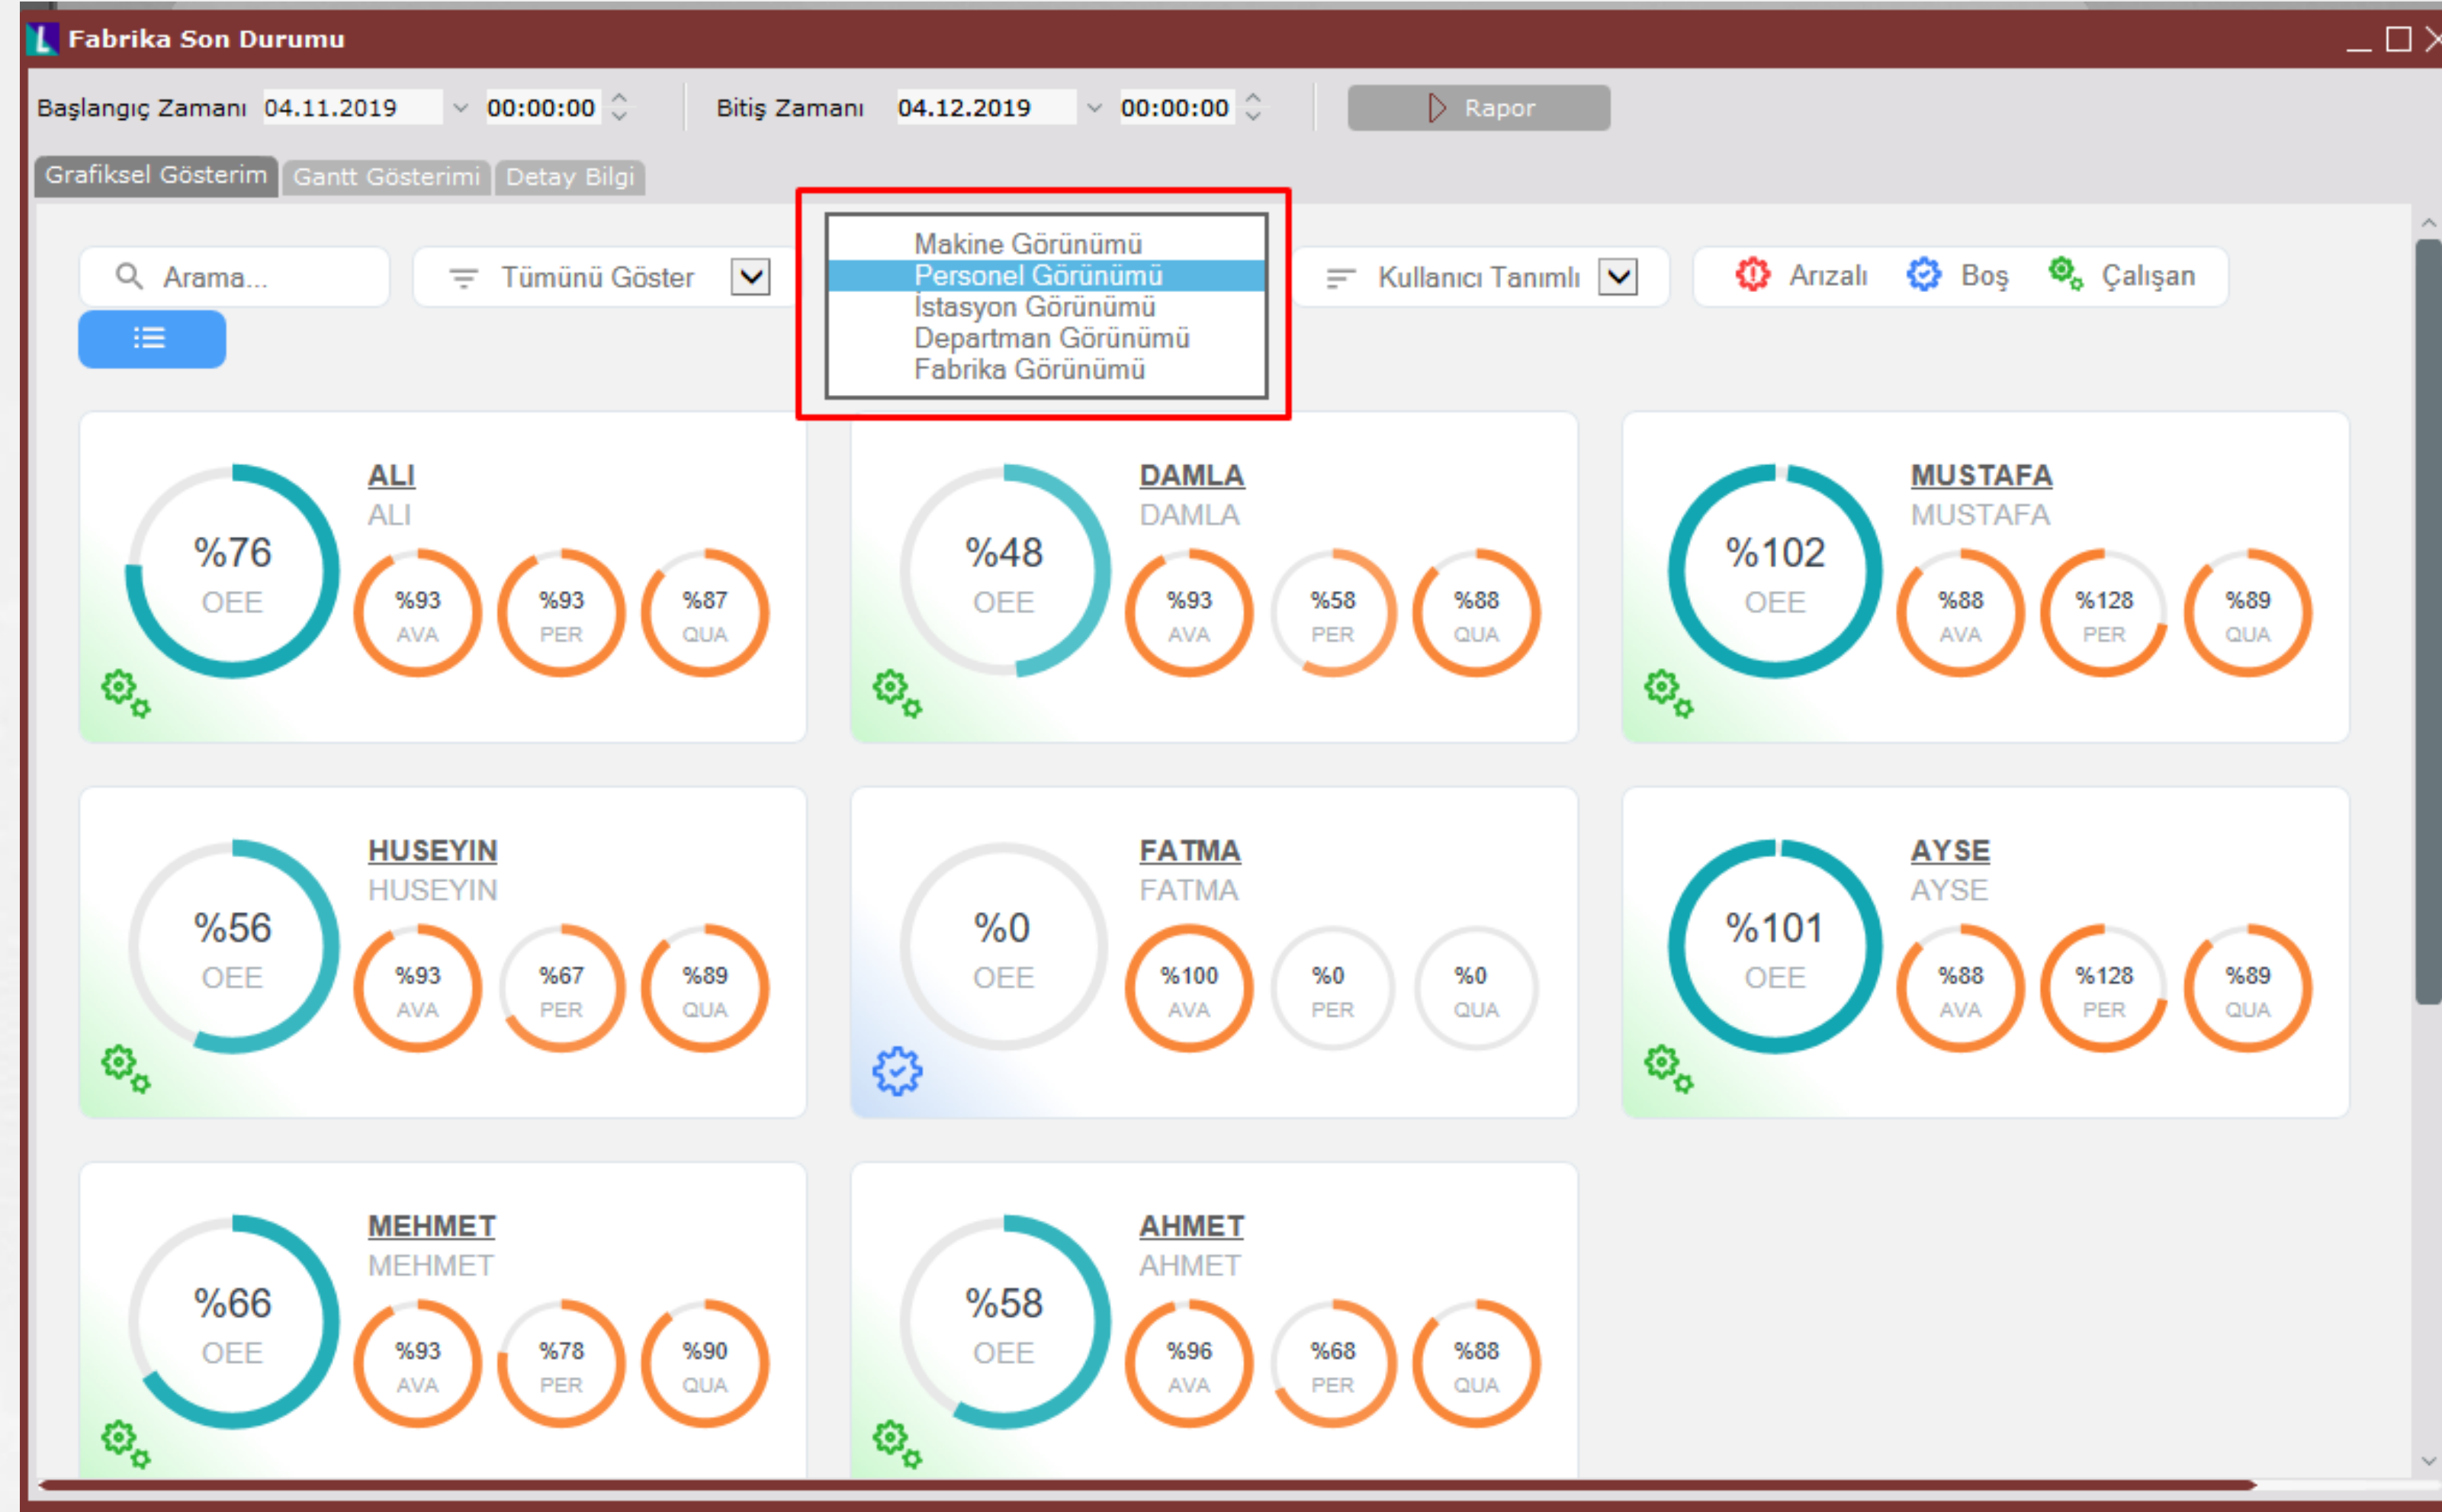 Fabrika Son Durumu
Başlangıç Zamanı 04.11.2019 00:00:00 Bitiş Zamanı 04.12.2019 00:00:00 Rapor
Grafiksel Gösterim Gantt Gösterimi Detay Bilgi
Arama... Tümünü Göster
Makine Görünümü
Personel Görünümü
İstasyon Görünümü
Departman Görünümü
Fabrika Görünümü
Kullanıcı Tanımlı Arızalı Boş Çalışan
ALI
ALI
%76
OEE
%93 %93 %87
AVA PER QUA
DAMLA
DAMLA
%48
OEE
%93 %58 %88
AVA PER QUA
MUSTAFA
MUSTAFA
%102
OEE
%88 %128 %89
AVA PER QUA
HUSEYIN
HUSEYIN
%56
OEE
%93 %67 %89
AVA PER QUA
FATMA
FATMA
%0
OEE
%100 %0 %0
AVA PER QUA
AYSE
AYSE
%101
OEE
%88 %128 %89
AVA PER QUA
MEHMET
MEHMET
%66
OEE
%93 %78 %90
AVA PER QUA
AHMET
AHMET
%58
OEE
%96 %68 %88
AVA PER QUA